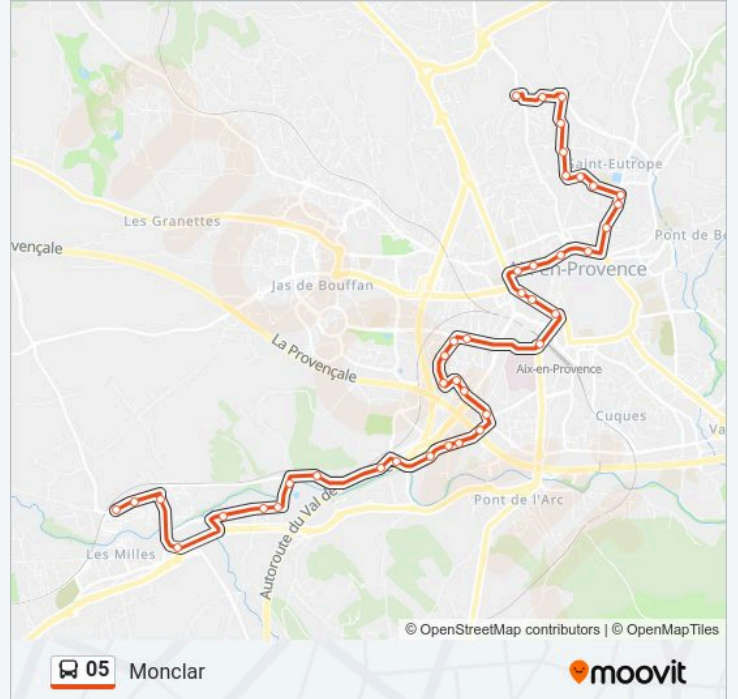 Saint-Eutrope
Les Granettes
Pont de Be
vençale
Aix-en-Provence
Jas de Bouffan
La Provençale
Aix-en-Provence
Cuques
Va
Pont de l'Arc
Autoroute du Val de
Les Milles
© OpenStreetMap contributors | © OpenMapTiles
05 Monclar
moovit